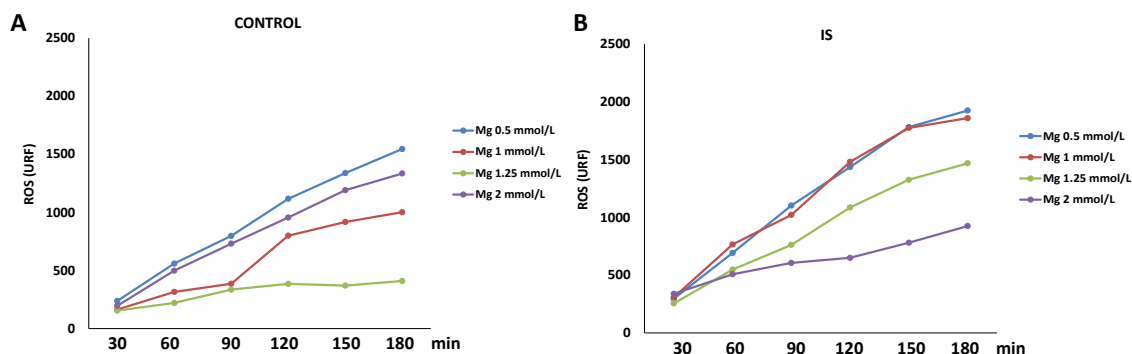 A
CONTROL
ROS (URF)
2500
2000
1500
1000
500
0
30 60 90 120 150 180 min
Mg 0.5 mmol/L
Mg 1 mmol/L
Mg 1.25 mmol/L
Mg 2 mmol/L
B
IS
ROS (URF)
2500
2000
1500
1000
500
0
30 60 90 120 150 180 min
Mg 0.5 mmol/L
Mg 1 mmol/L
Mg 1.25 mmol/L
Mg 2 mmol/L